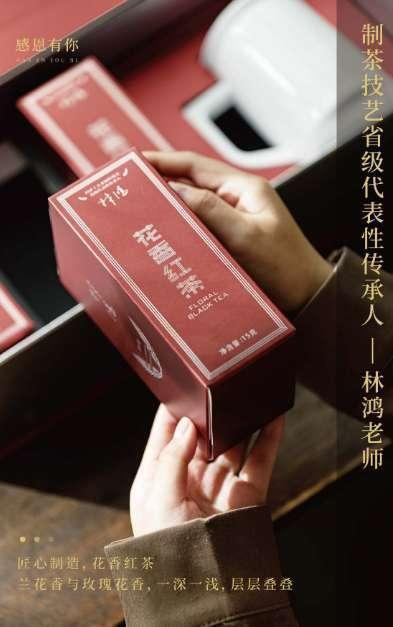 感恩有你
GAN EN YOU NI
制茶技艺省级代表性传承人 — 林鸿老师
林鸿
花香红茶
FLORAL
BLACK TEA
净含量:75克
匠心制造,花香红茶
兰花香与玫瑰花香,一深一浅,层层叠叠